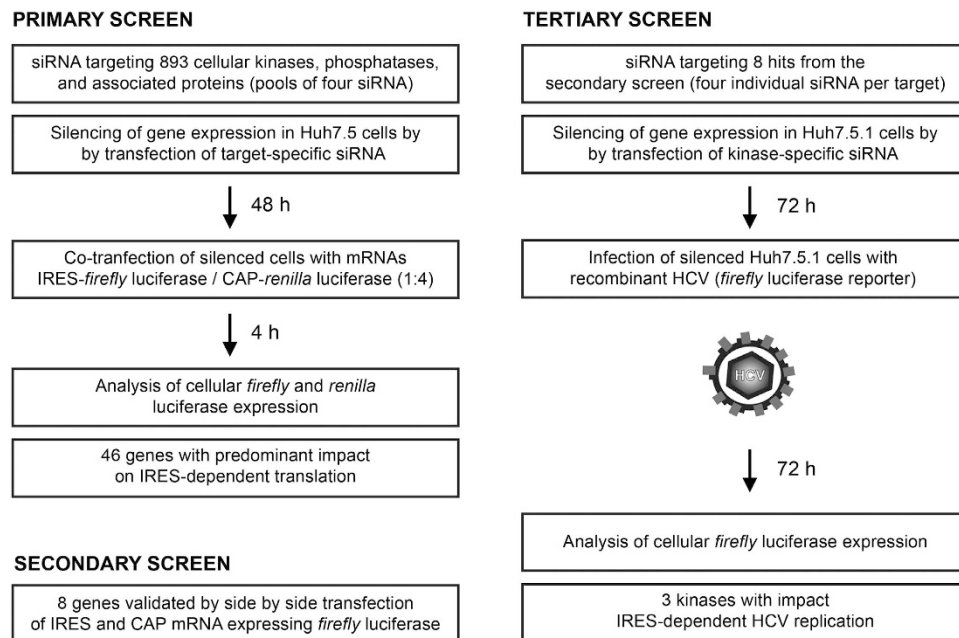 PRIMARY SCREEN
siRNA targeting 893 cellular kinases, phosphatases,
and associated proteins (pools of four siRNA)
Silencing of gene expression in Huh7.5 cells by
by transfection of target-specific siRNA
48 h
Co-tranfection of silenced cells with mRNAs
IRES-firefly luciferase / CAP-renilla luciferase (1:4)
4 h
Analysis of cellular firefly and renilla
luciferase expression
46 genes with predominant impact
on IRES-dependent translation
SECONDARY SCREEN
8 genes validated by side by side transfection
of IRES and CAP mRNA expressing firefly luciferase
TERTIARY SCREEN
siRNA targeting 8 hits from the
secondary screen (four individual siRNA per target)
Silencing of gene expression in Huh7.5.1 cells by
by transfection of kinase-specific siRNA
72 h
Infection of silenced Huh7.5.1 cells with
recombinant HCV (firefly luciferase reporter)
HCV
72 h
Analysis of cellular firefly luciferase expression
3 kinases with impact
IRES-dependent HCV replication